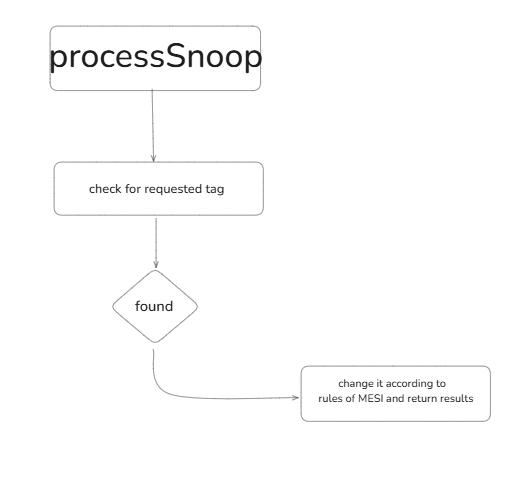 processSnoop
check for requested tag
found
change it according to
rules of MESI and return results